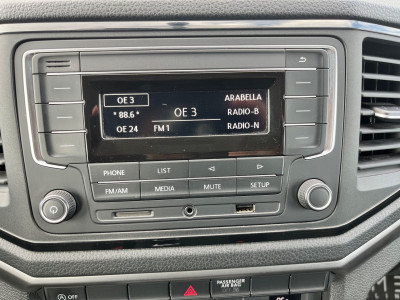 OE 3 ARABELLA
* 88.6* OE 3 RADIO-B
OE 24 FM 1 RADIO-N
PHONE LIST
FM/AM MEDIA MUTE SETUP
PASSENGER
AIR BAG